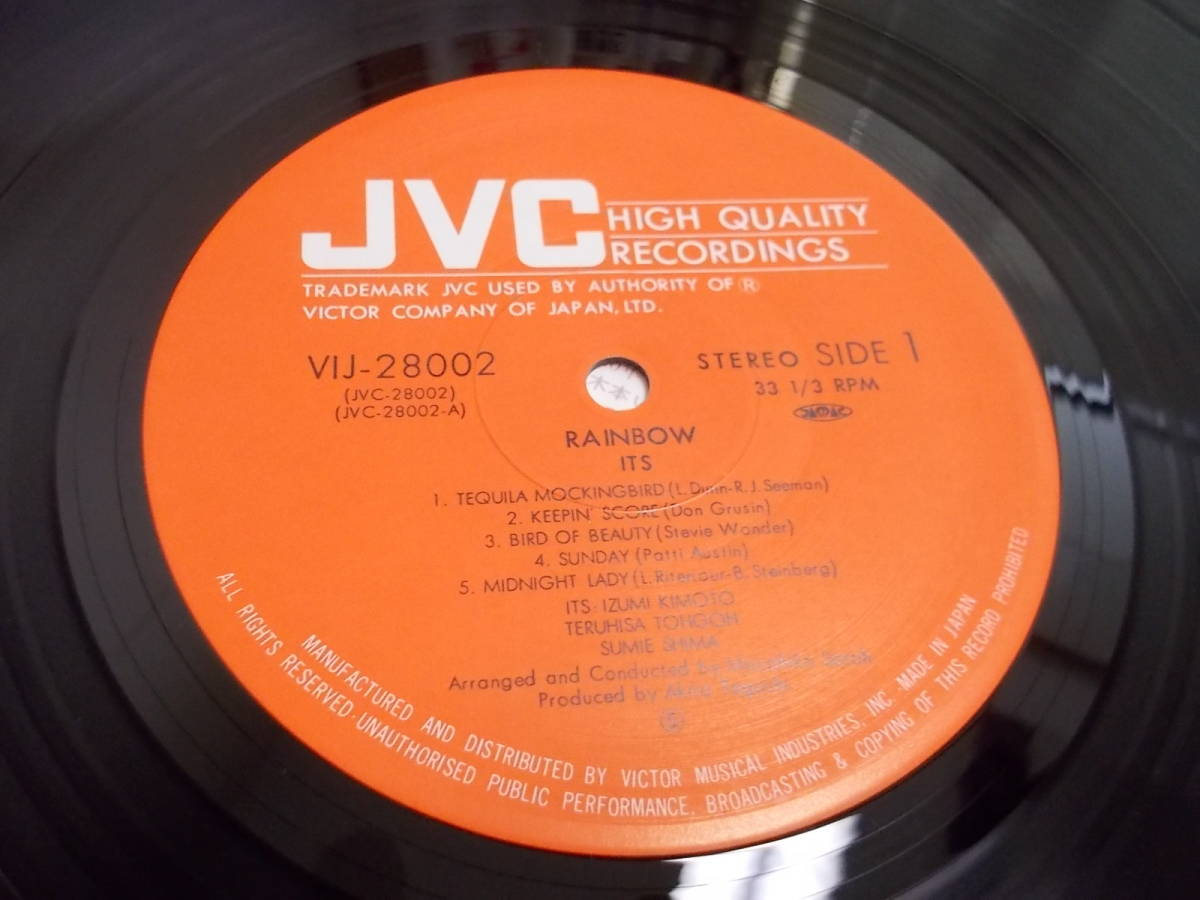 JVC HIGH QUALITY
RECORDINGS
TRADEMARK JVC USED BY AUTHORITY OF ®
VICTOR COMPANY OF JAPAN, LTD.
VIJ-28002
(JVC-28002)
(JVC-28002-A)
STEREO SIDE 1
33 1/3 RPM
RAINBOW
ITS
1. TEQUILA MOCKINGBIRD (L. Dunn-R. J. Seeman)
2. KEEPIN' SCORE (Don Grusin)
3. BIRD OF BEAUTY (Stevie Wonder)
4. SUNDAY (Patti Austin)
5. MIDNIGHT LADY (L. Ritenour-B. Steinberg)
ITS: IZUMI KIMOTO
TERUHISA TOHGOH
SUMIE SHIMA
Arranged and Conducted by Masahiko Satoh
Produced by Akira Taguchi
MANUFACTURED AND DISTRIBUTED BY VICTOR MUSICAL INDUSTRIES, INC. MADE IN JAPAN
ALL RIGHTS RESERVED·UNAUTHORISED PUBLIC PERFORMANCE, BROADCASTING & COPYING OF THIS RECORD PROHIBITED